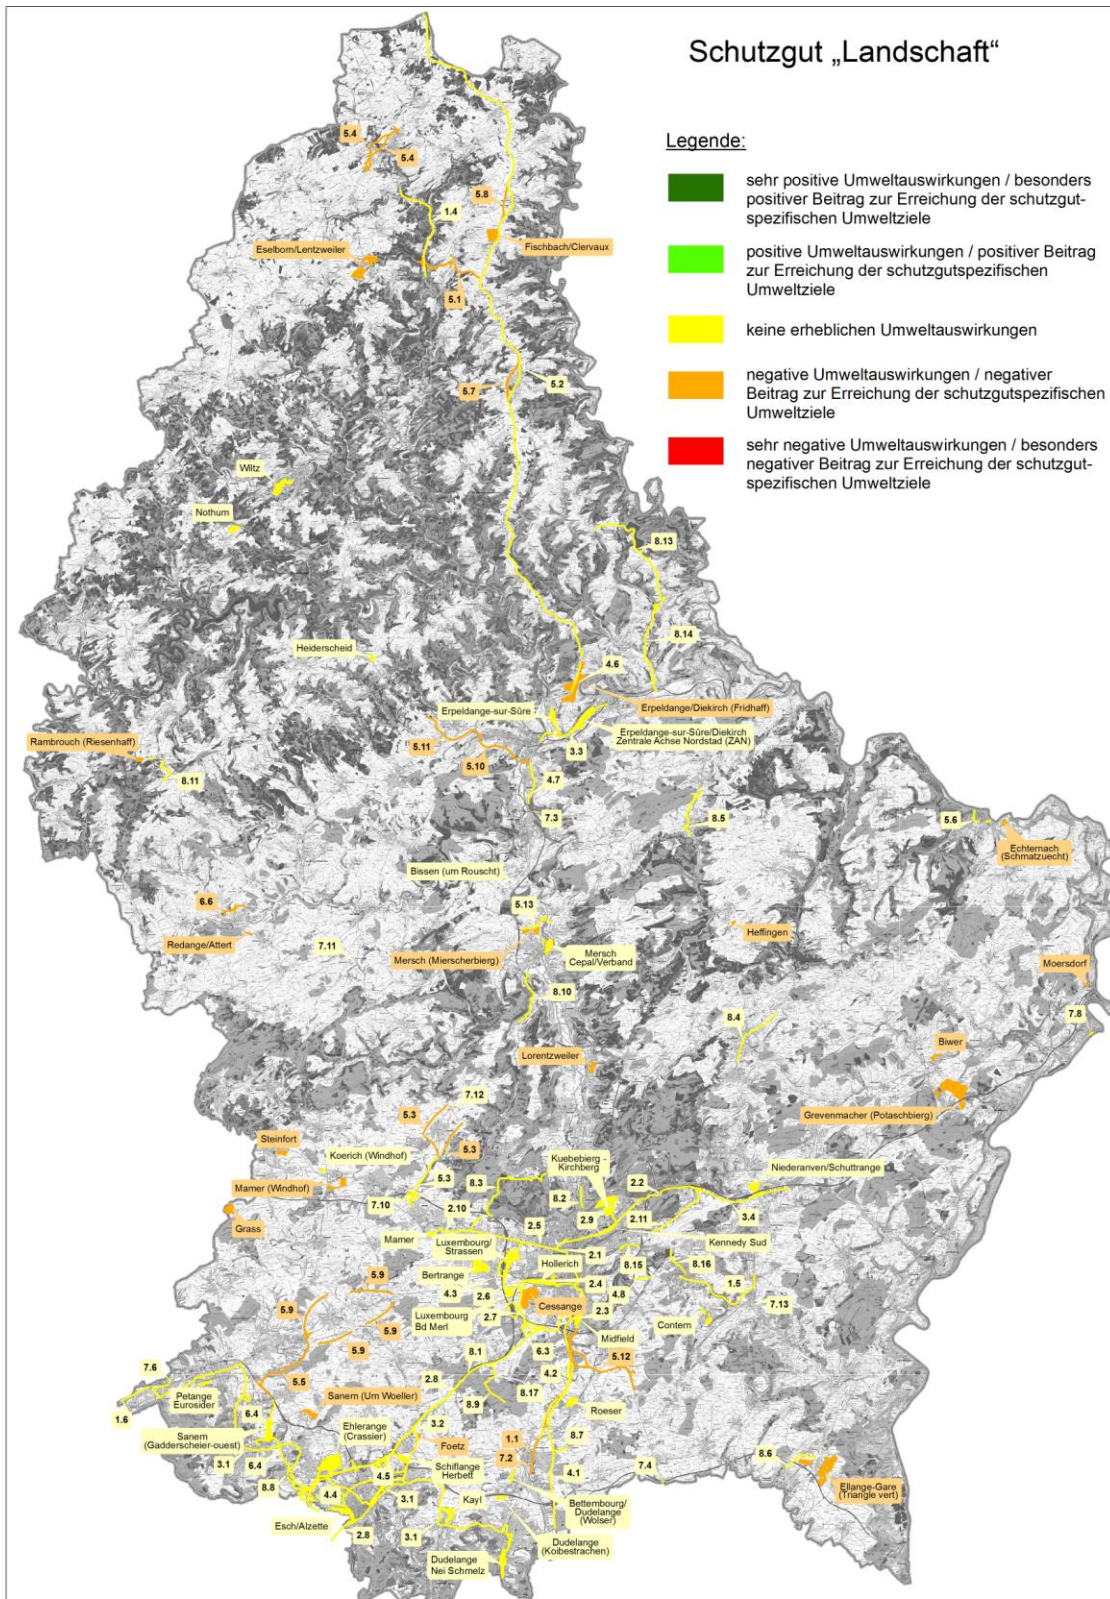 Schutzgut „Landschaft“
Legende:
sehr positive Umweltauswirkungen / besonders
positiver Beitrag zur Erreichung der schutzgut-
spezifischen Umweltziele
positive Umweltauswirkungen / positiver Beitrag
zur Erreichung der schutzgutspezifischen
Umweltziele
keine erheblichen Umweltauswirkungen
negative Umweltauswirkungen / negativer
Beitrag zur Erreichung der schutzgutspezifischen
Umweltziele
sehr negative Umweltauswirkungen / besonders
negativer Beitrag zur Erreichung der schutzgut-
spezifischen Umweltziele
5.4
5.4
5.8
1.4
Eselborn/Lentzweiler
Fischbach/Clervaux
5.1
5.7
5.2
Wiltz
Nothum
8.13
8.14
Heiderscheid
4.6
Erpeldange/Diekirch (Fridhaff)
Erpeldange-sur-Sûre
Erpeldange-sur-Sûre/Diekirch
Zentrale Achse Nordstad (ZAN)
Rambrouch (Riesenhaff)
5.11
3.3
5.10
8.11
4.7
7.3
8.5
5.6
Echternach
(Schmatzuecht)
Bissen (um Rouscht)
6.6
5.13
Redange/Attert
7.11
Mersch (Mierscherbierg)
Mersch
Cepal/Verband
Heffingen
Moersdorf
8.10
8.4
7.8
Lorentzweiler
Biwer
Grevenmacher (Potaschbierg)
7.12
5.3
Steinfort
5.3
Koerich (Windhof)
Kuebebierg -
Kirchberg
Niederanven/Schuttrange
5.3
8.3
2.2
Mamer (Windhof)
8.2
7.10
2.10
2.9
2.11
3.4
Grass
2.5
Mamer
Luxembourg/
Strassen
Kennedy Sud
2.1
Hollerich
8.15
8.16
Bertrange
5.9
4.3
2.6
2.4
4.8
1.5
5.9
Cessange
7.13
Luxembourg
Bd Merl
2.7
2.3
Contern
5.9
5.9
Midfield
8.1
6.3
5.12
7.6
5.5
2.8
4.2
Petange
Eurosider
8.17
1.6
6.4
Sanem (Um Woeller)
8.9
Roeser
Sanem
(Gadderscheier-ouest)
Ehlerange
(Crassier)
3.2
Foetz
1.1
8.7
3.1
6.4
7.2
8.6
Schiflange
Herbett
4.5
4.1
7.4
8.8
4.4
3.1
Kayl
Ellange-Gare
(Triangle vert)
Bettembourg/
Dudelange
(Wolser)
Esch/Alzette
2.8
3.1
Dudelange
(Koibestrachen)
Dudelange
Nei Schmelz